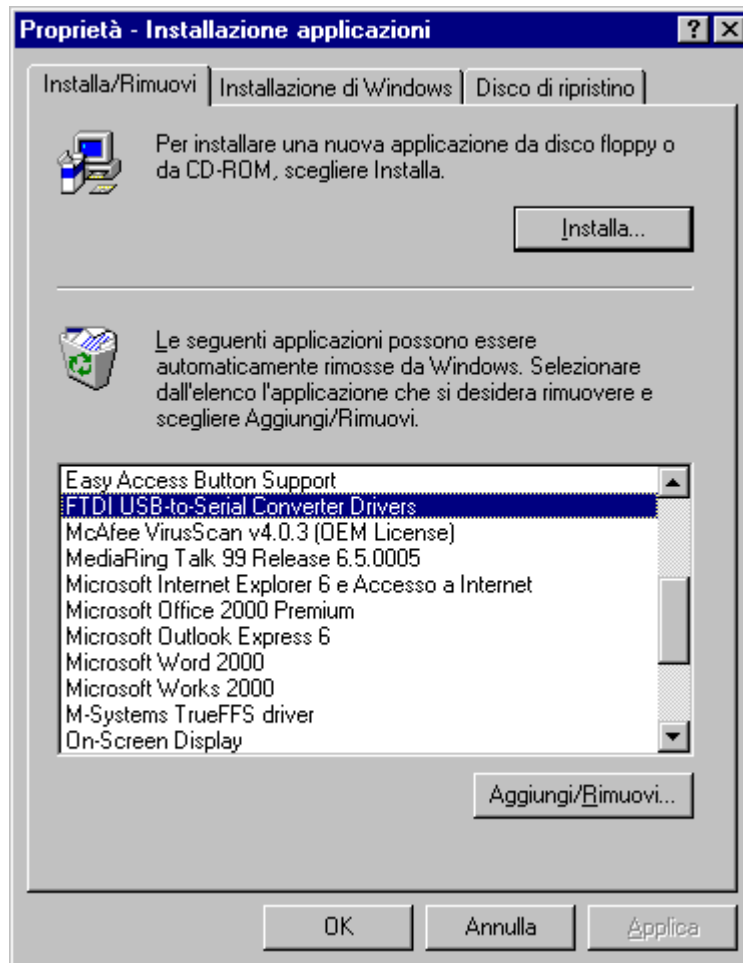 Proprietà - Installazione applicazioni
Installa/Rimuovi
Installazione di Windows
Disco di ripristino
Per installare una nuova applicazione da disco floppy o
da CD-ROM, scegliere Installa.
Installa...
Le seguenti applicazioni possono essere
automaticamente rimosse da Windows. Selezionare
dall'elenco l'applicazione che si desidera rimuovere e
scegliere Aggiungi/Rimuovi.
Easy Access Button Support
FTDI USB-to-Serial Converter Drivers
McAfee VirusScan v4.0.3 (OEM License)
MediaRing Talk 99 Release 6.5.0005
Microsoft Internet Explorer 6 e Accesso a Internet
Microsoft Office 2000 Premium
Microsoft Outlook Express 6
Microsoft Word 2000
Microsoft Works 2000
M-Systems TrueFFS driver
On-Screen Display
Aggiungi/Rimuovi...
OK
Annulla
Applica